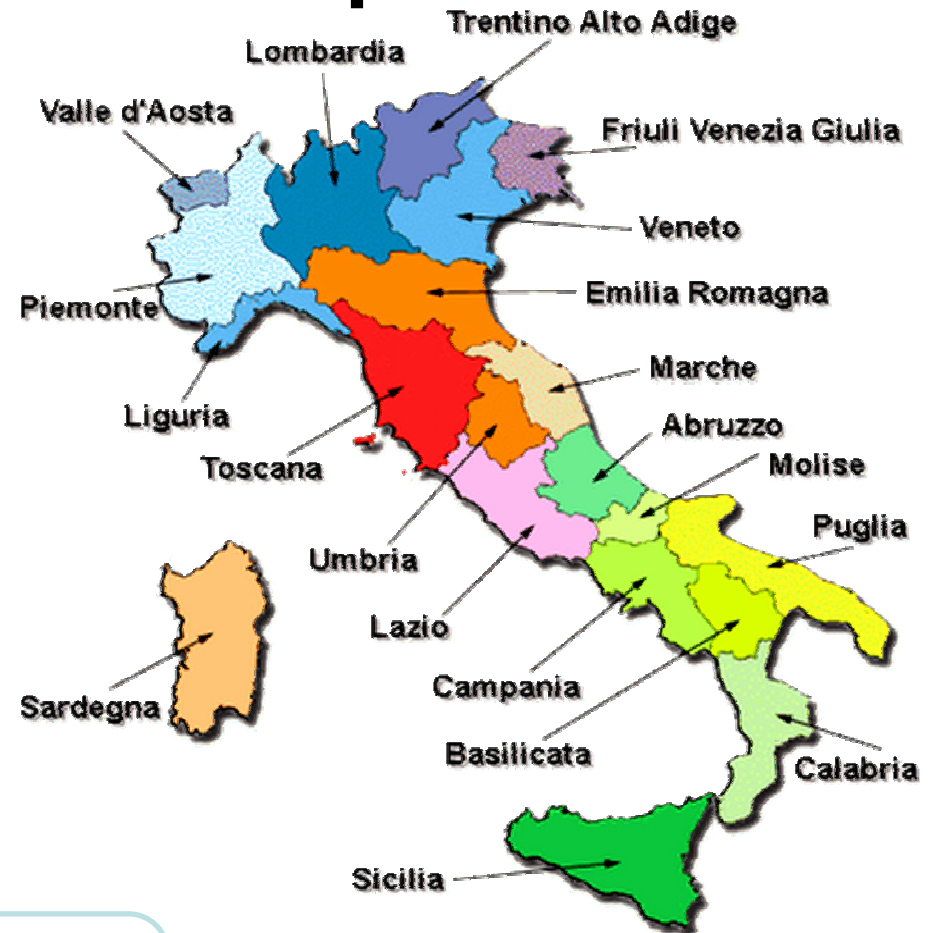 Trentino Alto Adige
Lombardia
Valle d'Aosta
Friuli Venezia Giulia
Veneto
Emilia Romagna
Piemonte
Marche
Liguria
Abruzzo
Toscana
Molise
Puglia
Umbria
Lazio
Campania
Sardegna
Basilicata
Calabria
Sicilia